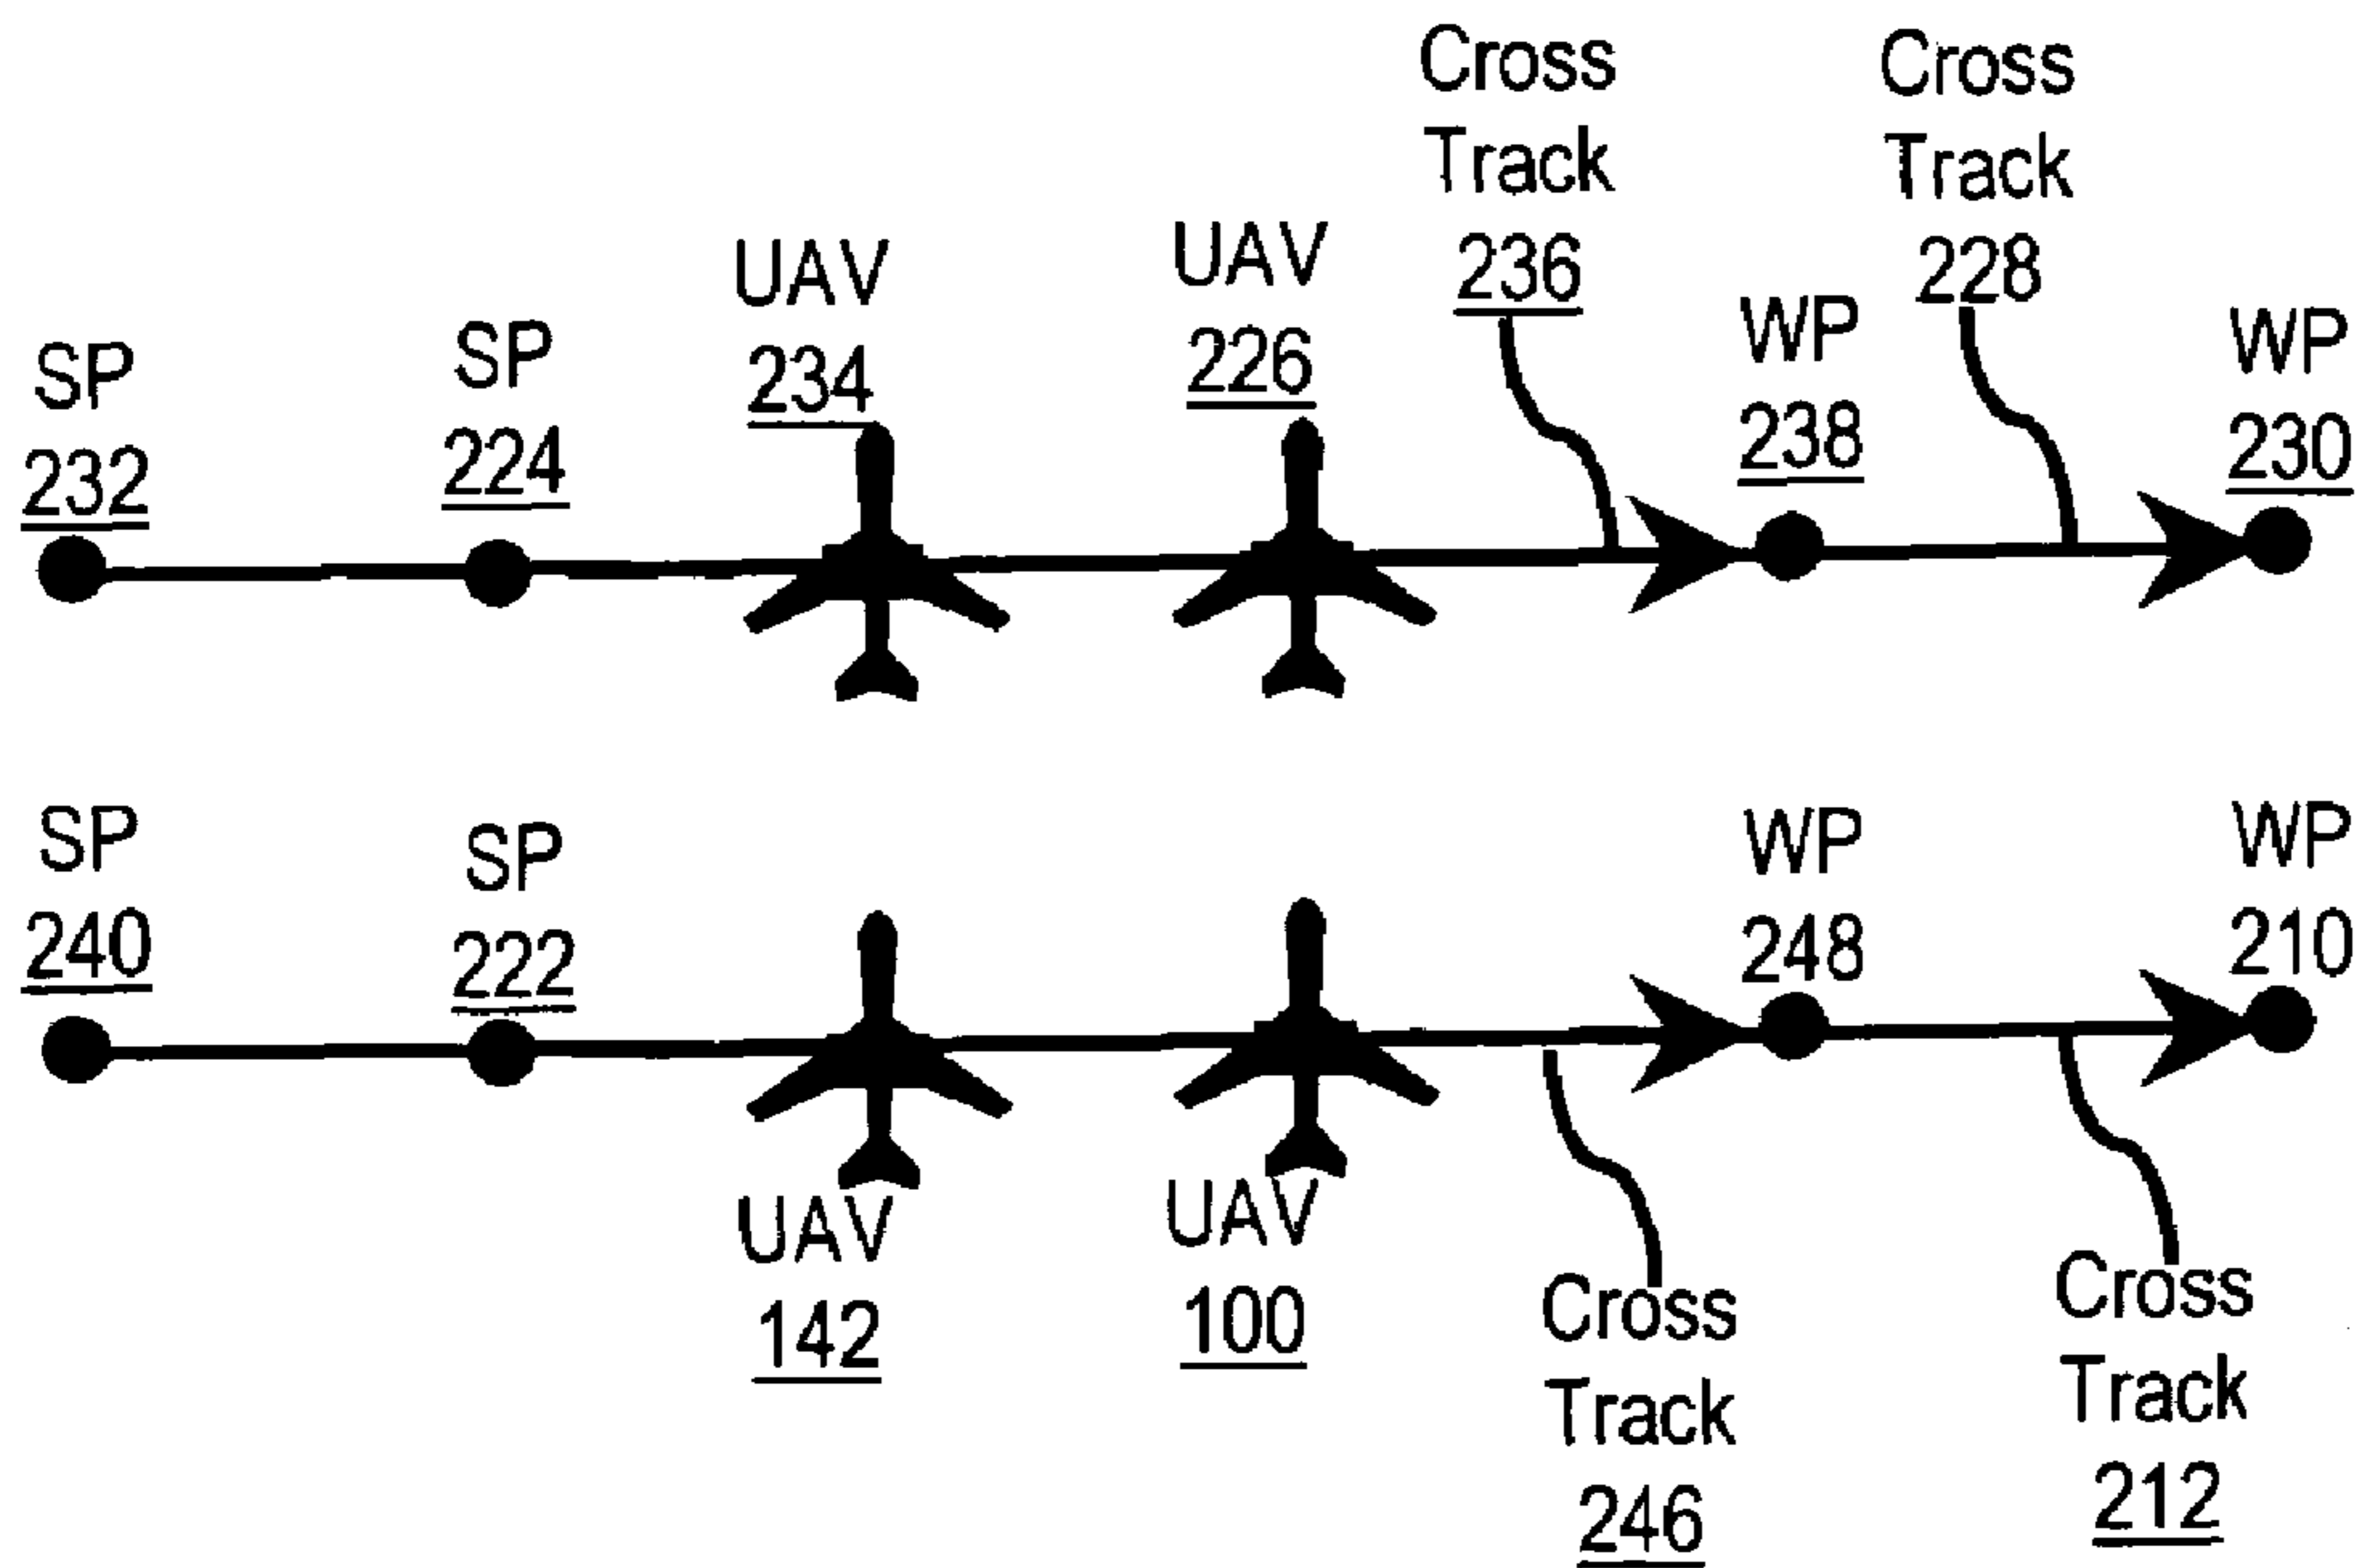 Cross
Track
236
Cross
Track
228
UAV
234
UAV
226
WP
238
WP
230
SP
232
SP
224
SP
240
SP
222
WP
248
WP
210
UAV
142
UAV
100
Cross
Track
246
Cross
Track
212